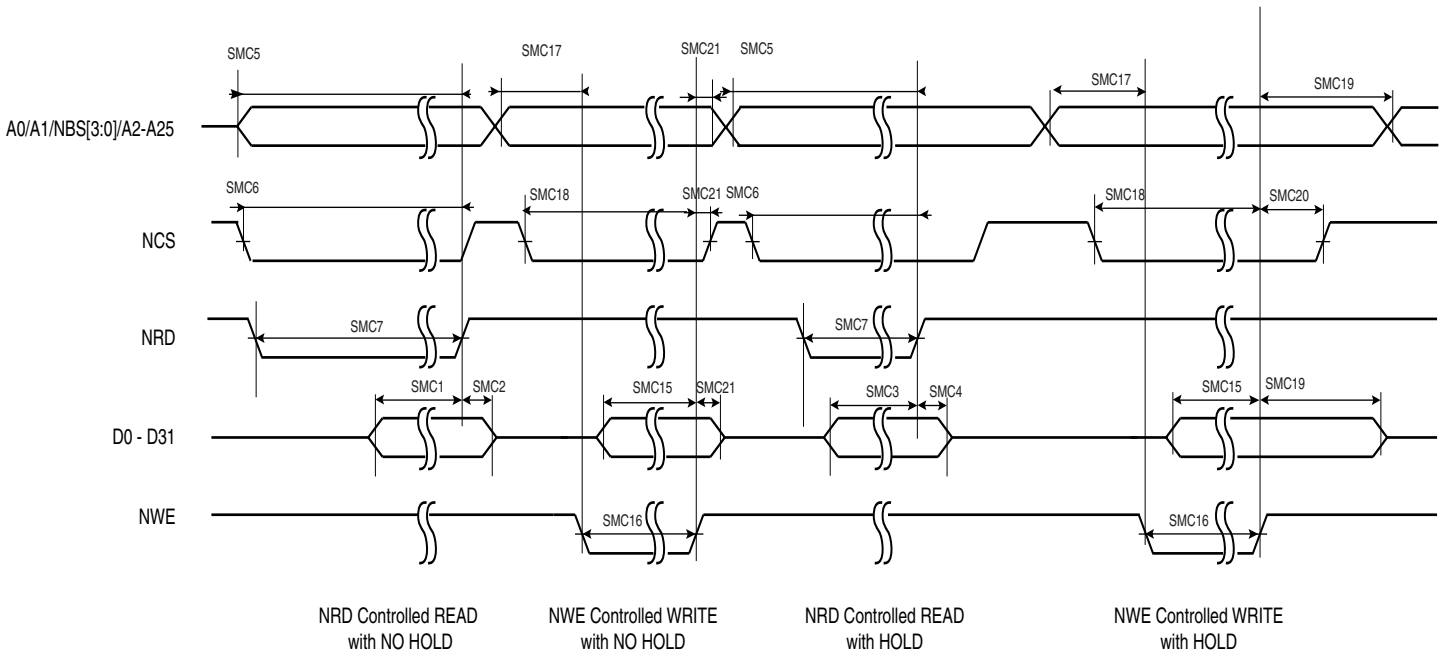 SMC5 SMC17 SMC21 SMC5 SMC17 SMC19
A0/A1/NBS[3:0]/A2-A25
SMC6 SMC18 SMC21 SMC6 SMC18 SMC20
NCS
NRD SMC7 SMC7
SMC1 SMC2 SMC15 SMC21 SMC3 SMC4 SMC15 SMC19
D0 - D31
NWE SMC16 SMC16
NRD Controlled READ
with NO HOLD
NWE Controlled WRITE
with NO HOLD
NRD Controlled READ
with HOLD
NWE Controlled WRITE
with HOLD